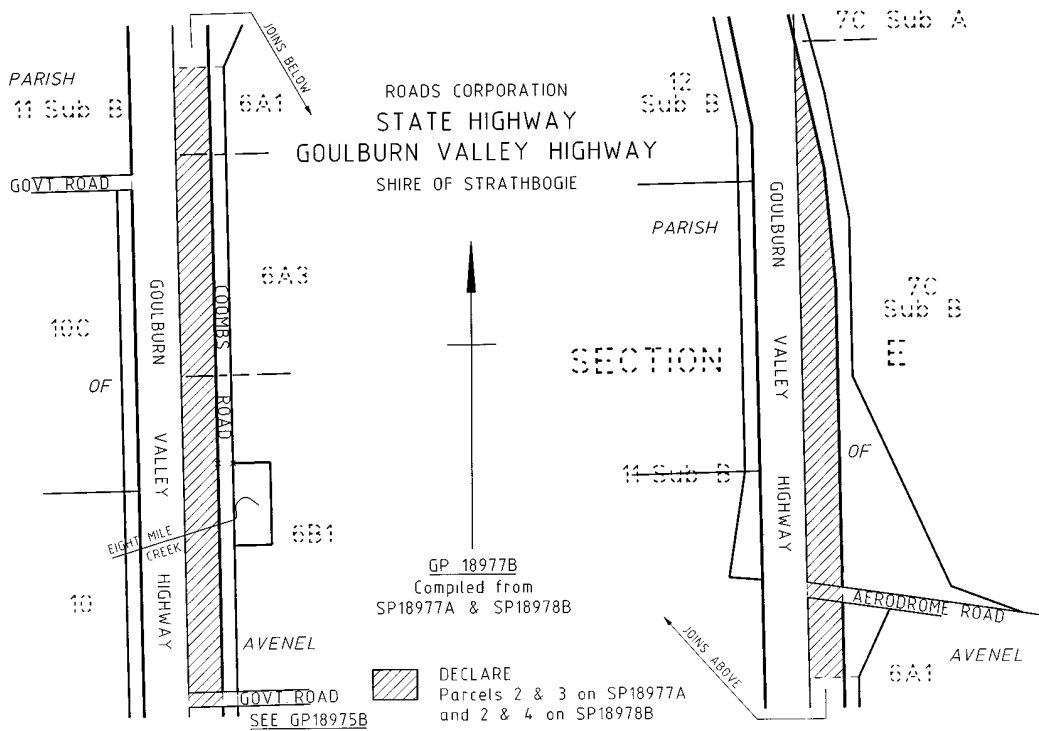 PARISH
11 Sub B
GOVT. ROAD
10C
OF
10
EIGHT MILE
CREEK
GOULBURN
VALLEY
HIGHWAY
COOMBS
ROAD
6A1
6A3
6B1
AVENEL
GOVT. ROAD
SEE GP18975B
JOINS BELOW
ROADS CORPORATION
STATE HIGHWAY
GOULBURN VALLEY HIGHWAY
SHIRE OF STRATHBOGIE
GP 18977B
Compiled from
SP18977A & SP18978B
DECLARE
Parcels 2 & 3 on SP18977A
and 2 & 4 on SP18978B
JOINS ABOVE
12
Sub B
PARISH
SECTION
11 Sub B
GOULBURN
VALLEY
HIGHWAY
7C Sub A
7C
Sub B
E
OF
AERODROME ROAD
AVENEL
6A1